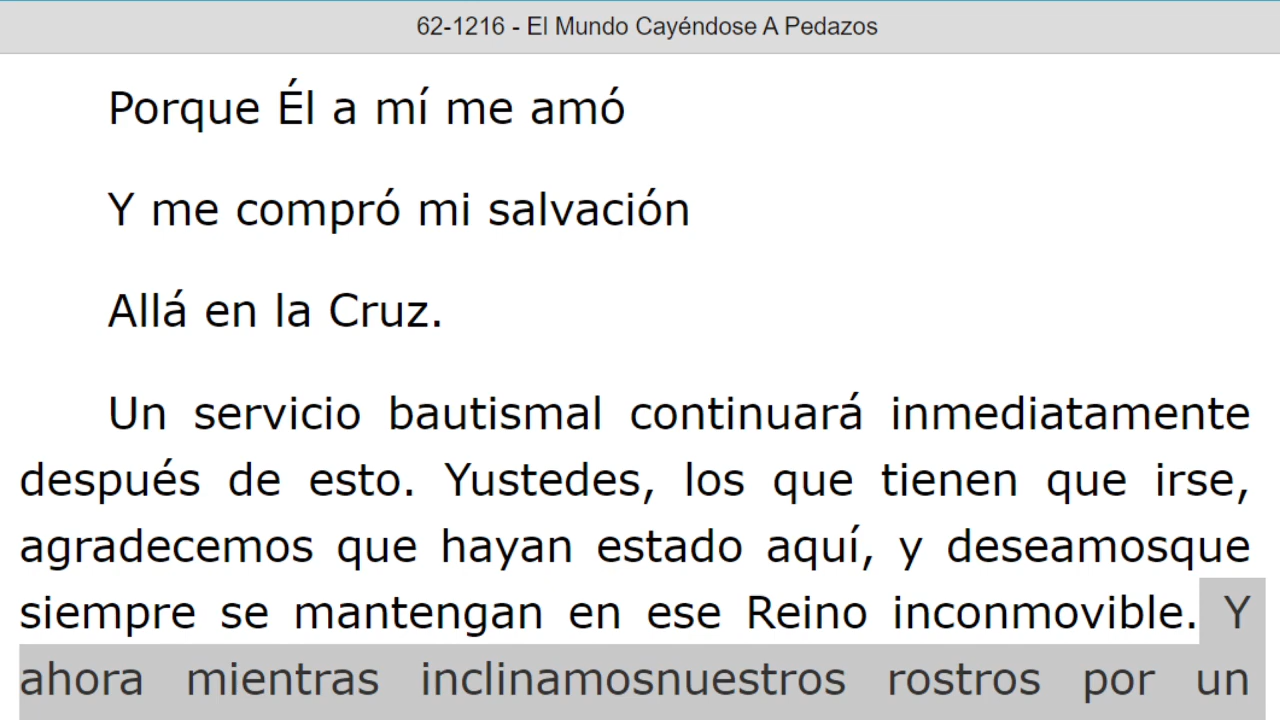 62-1216 - El Mundo Cayéndose A Pedazos
Porque Él a mí me amó
Y me compró mi salvación
Allá en la Cruz.
Un servicio bautismal continuará inmediatamente
después de esto. Yustedes, los que tienen que irse,
agradecemos que hayan estado aquí, y deseamosque
siempre se mantengan en ese Reino inconmovible. Y
ahora mientras inclinamosnuestros rostros por un